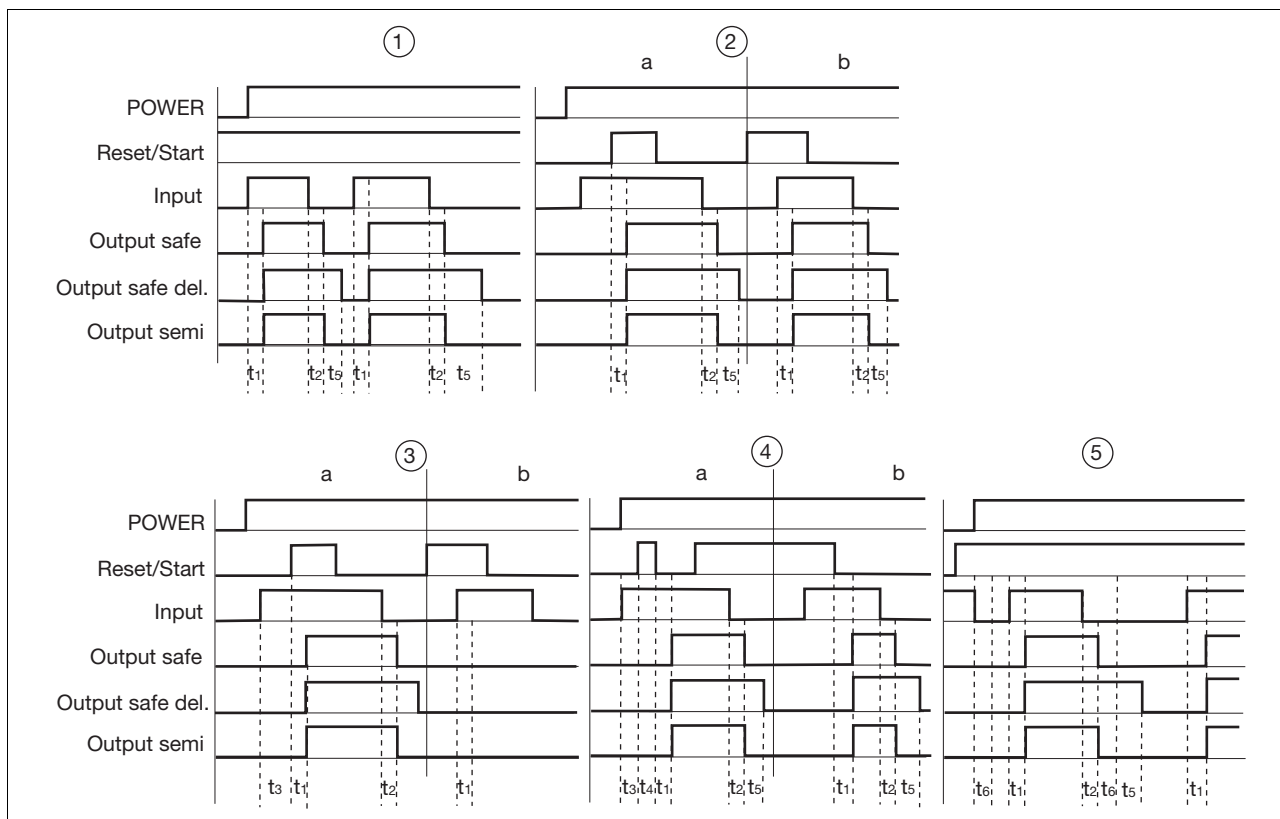 ① ②
a b
POWER
Reset/Start
Input
Output safe
Output safe del.
Output semi
t1 t2 t5 t1 t2 t5 t1 t2 t5 t1 t2 t5
③ ④ ⑤
a b a b
POWER
Reset/Start
Input
Output safe
Output safe del.
Output semi
t3 t1 t2 t1 t3 t4 t1 t2 t5 t1 t2 t5 t6 t1 t2 t6 t5 t1